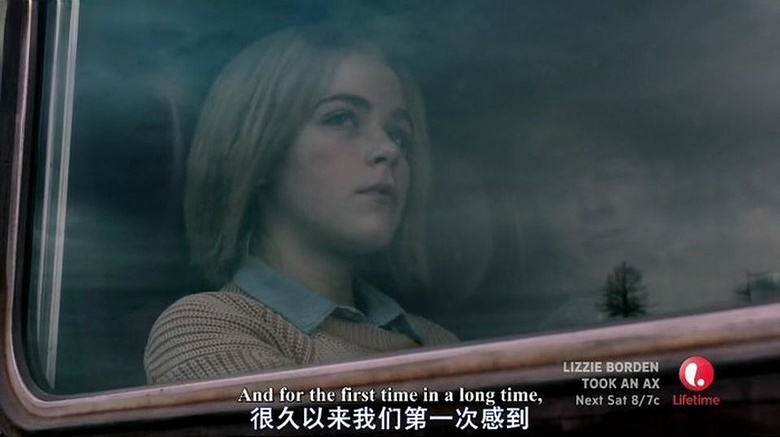 LIZZIE BORDEN
TOOK AN AX
Next Sat 8/7c
Lifetime
And for the first time in a long time,
很久以来我们第一次感到